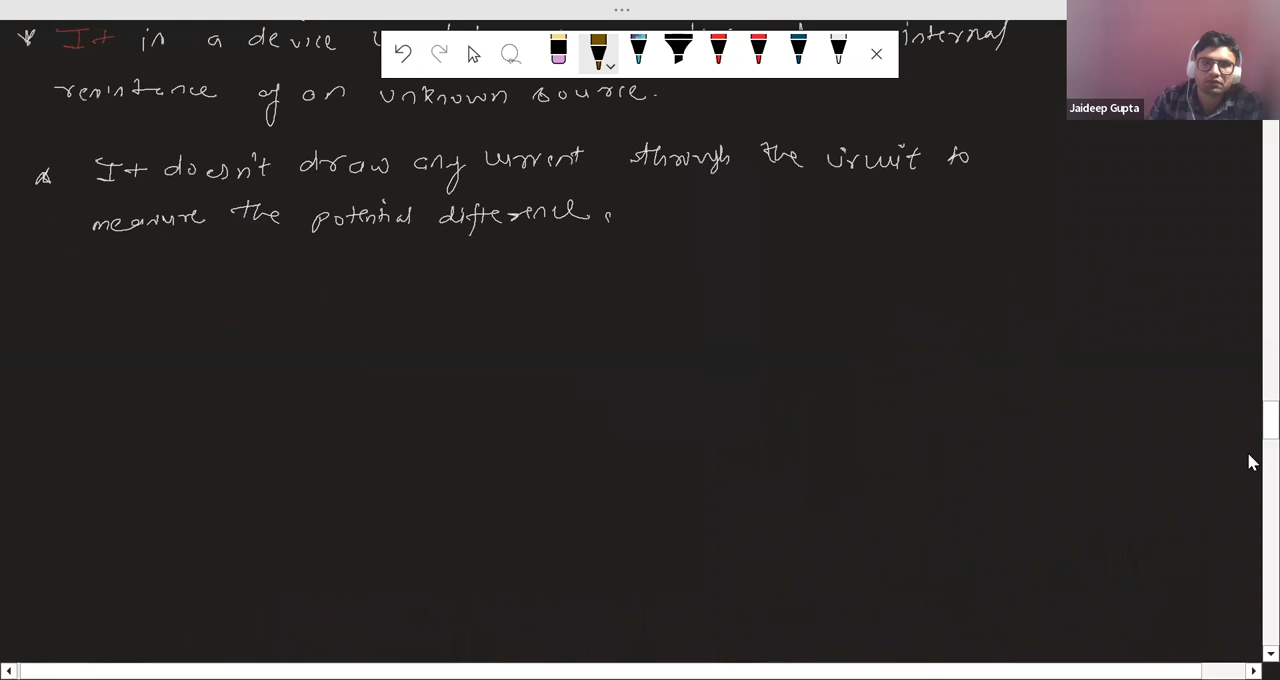 It is a device internal
resistance of an unknown source.
It doesn't draw any current through the circuit to
measure the potential difference.
Jaideep Gupta